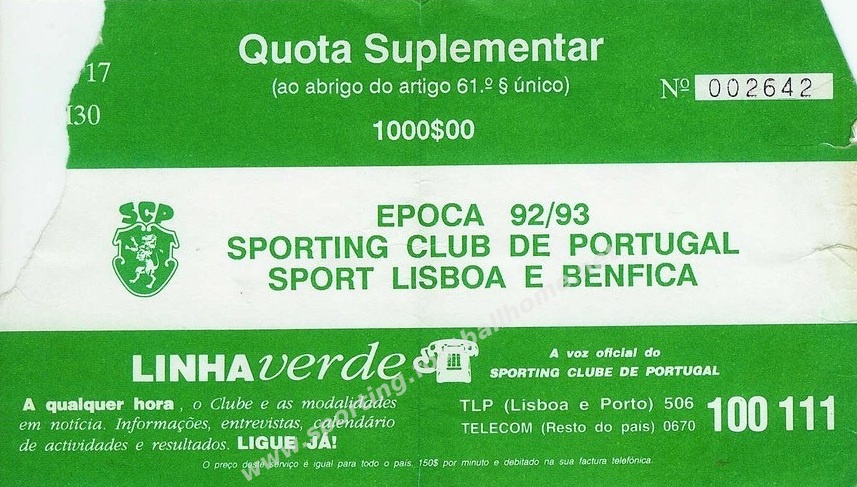 Quota Suplementar
17
(ao abrigo do artigo 61.º § único)
Nº 002642
30
1000$00
SCP
EPOCA 92/93
SPORTING CLUB DE PORTUGAL
SPORT LISBOA E BENFICA
LINHAverde
A voz oficial do
SPORTING CLUBE DE PORTUGAL
A qualquer hora , o Clube e as modalidades
em notícia. Informações, entrevistas, calendário
de actividades e resultados. LIGUE JÁ!
TLP (Lisboa e Porto) 506
TELECOM (Resto do país) 0670
100 111
O preço deste serviço é igual para todo o país. 150$ por minuto e debitado na sua factura telefónica.